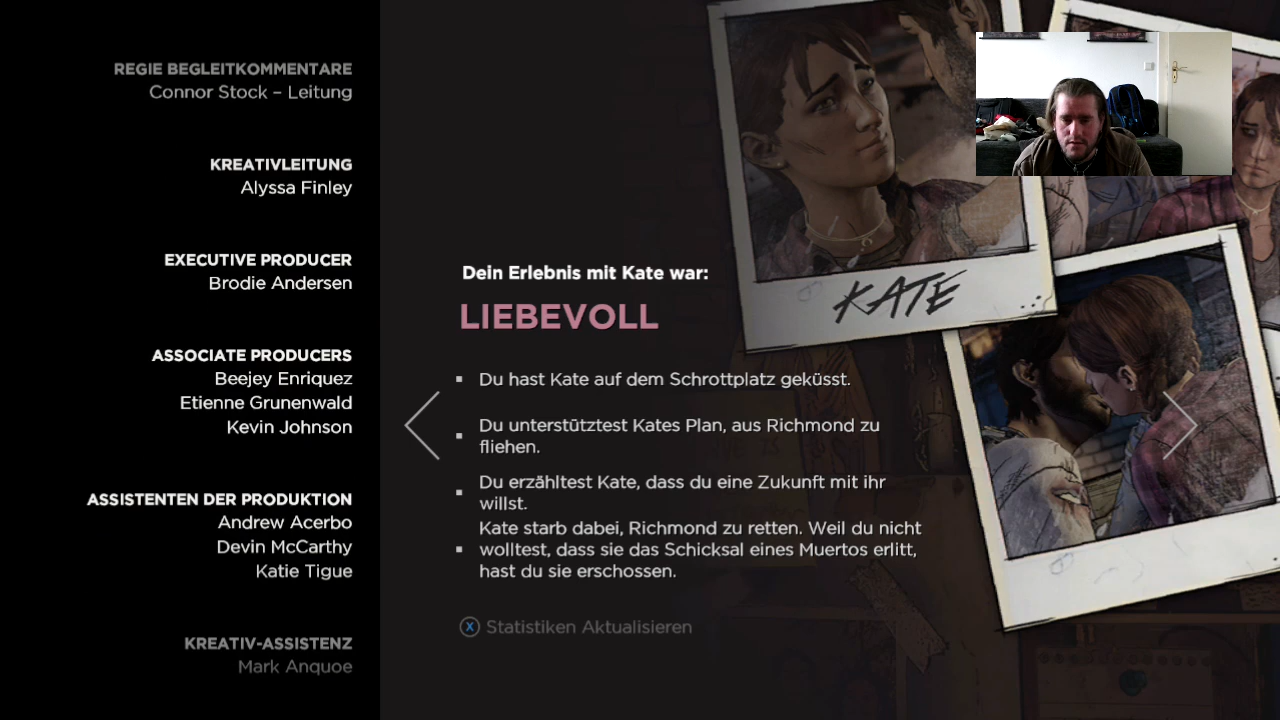 REGIE BEGLEITKOMMENTARE
Connor Stock – Leitung
KREATIVLEITUNG
Alyssa Finley
EXECUTIVE PRODUCER
Brodie Andersen
ASSOCIATE PRODUCERS
Beejey Enriquez
Etienne Grunenwald
Kevin Johnson
ASSISTENTEN DER PRODUKTION
Andrew Acerbo
Devin McCarthy
Katie Tigue
KREATIV-ASSISTENZ
Mark Anquoe
Dein Erlebnis mit Kate war:
LIEBEVOLL
▪ Du hast Kate auf dem Schrottplatz geküsst.
▪ Du unterstütztest Kates Plan, aus Richmond zu
fliehen.
▪ Du erzähltest Kate, dass du eine Zukunft mit ihr
willst.
Kate starb dabei, Richmond zu retten. Weil du nicht
▪ wolltest, dass sie das Schicksal eines Muertos erlitt,
hast du sie erschossen.
X Statistiken Aktualisieren
KATE